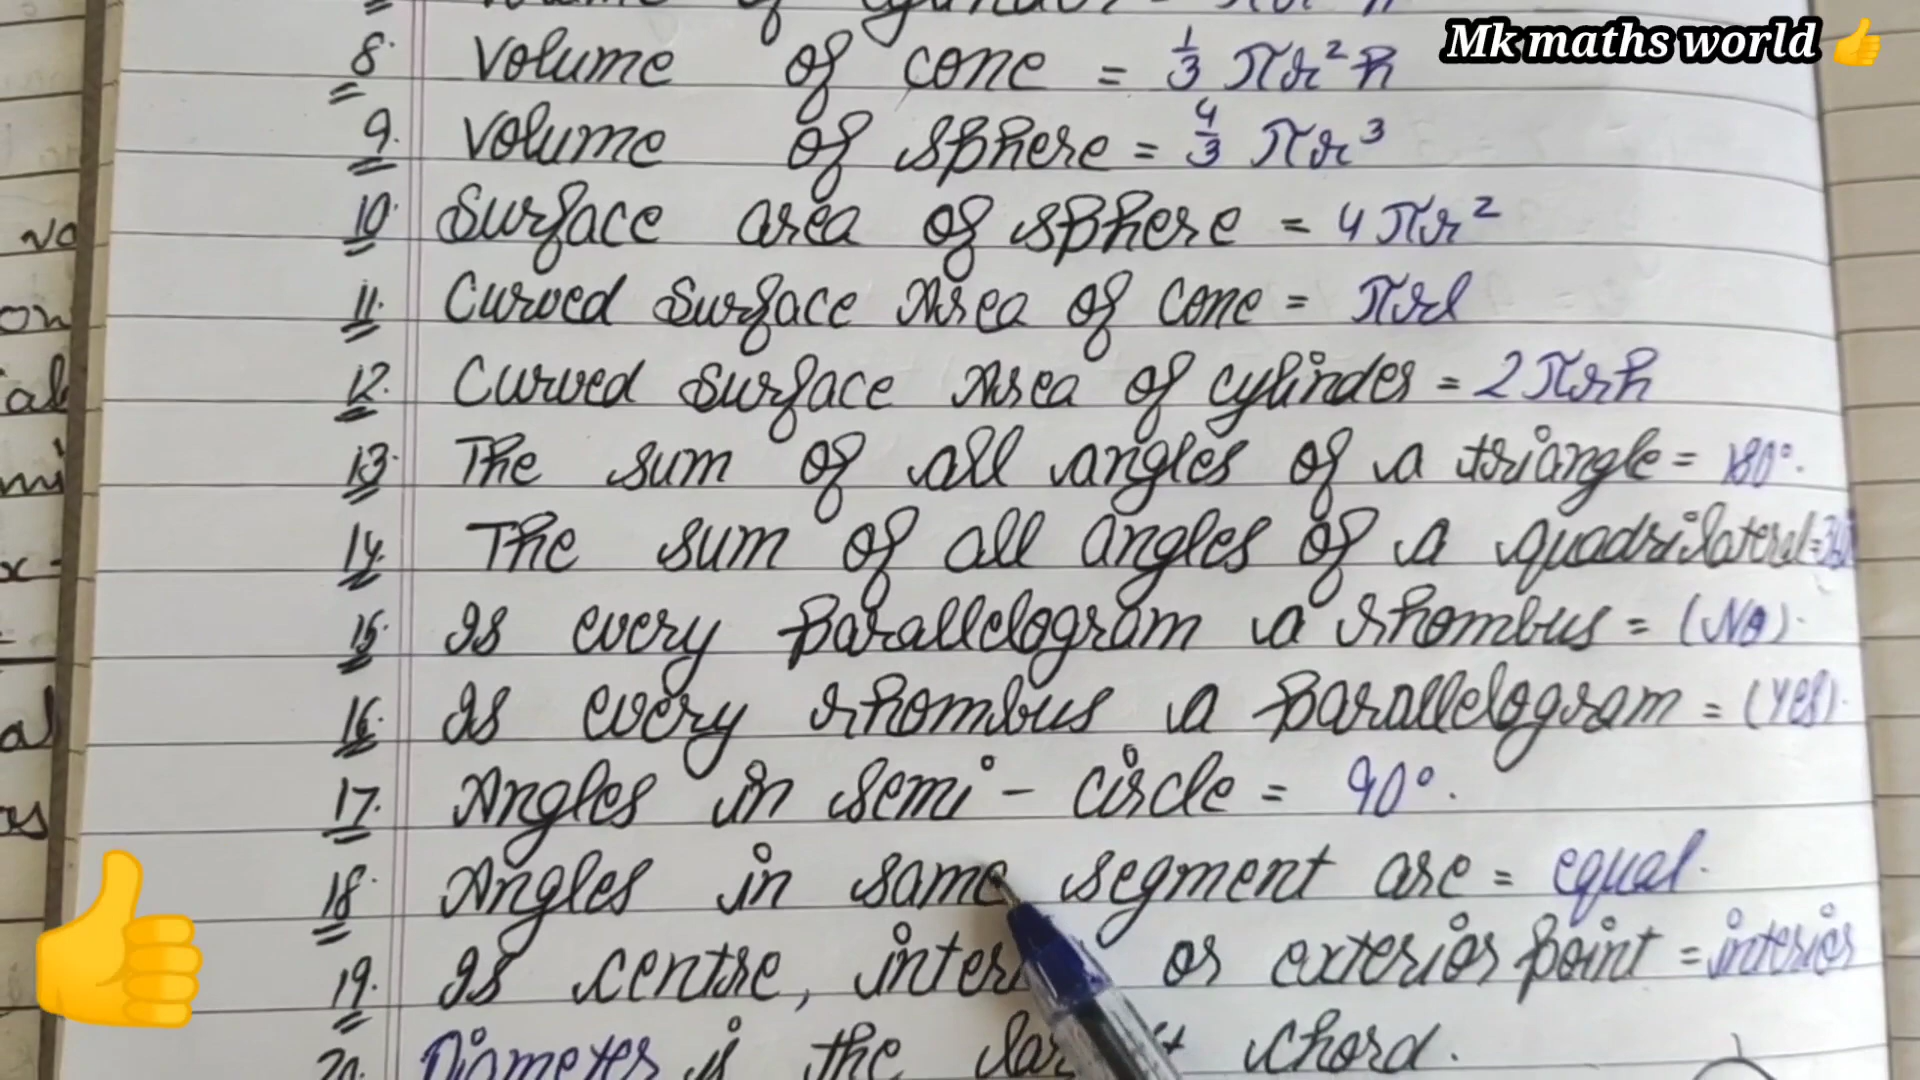 Mk maths world 👍
8. Volume of cone = 1/3 πr²h
9. Volume of sphere = 4/3 πr³
10. Surface area of sphere = 4πr²
11. Curved Surface Area of cone = πrl
12. Curved Surface Area of cylinder = 2πrh
13. The sum of all angles of a triangle = 180°.
14. The sum of all angles of a quadrilateral =
15. Is every Parallelogram a rhombus = (No).
16. Is every rhombus a Parallelogram = (Yes).
17. Angles in semi-circle = 90°.
18. Angles in same segment are = equal.
19. Is centre, or exterior point = interior
20. Diameter is the chord.